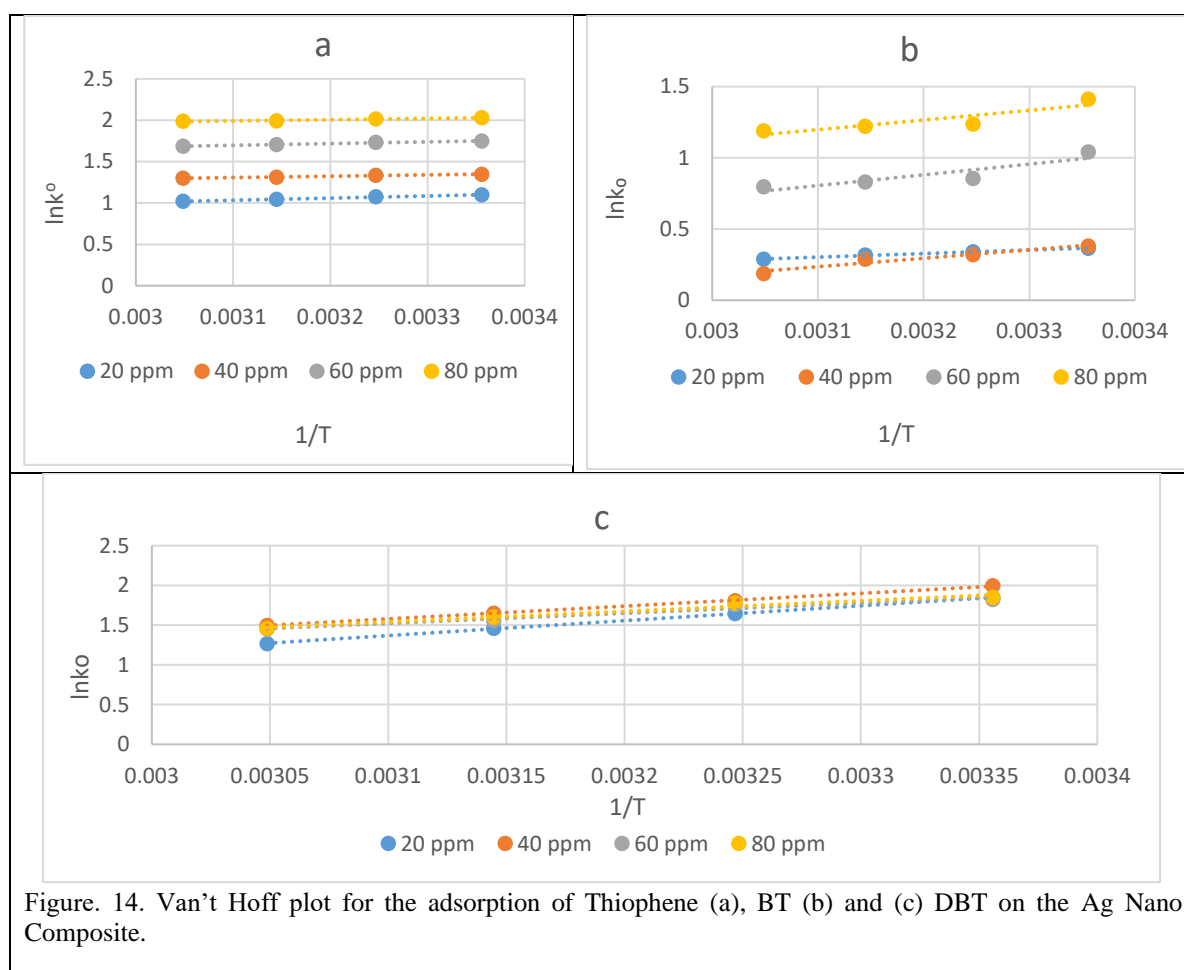 a
2.5
2
1.5
1
0.5
0
lnkº
0.003 0.0031 0.0032 0.0033 0.0034
20 ppm 40 ppm 60 ppm 80 ppm
1/T
b
1.5
1
0.5
0
lnk₀
0.003 0.0031 0.0032 0.0033 0.0034
20 ppm 40 ppm 60 ppm 80 ppm
1/T
c
2.5
2
1.5
1
0.5
0
lnko
0.003 0.00305 0.0031 0.00315 0.0032 0.00325 0.0033 0.00335 0.0034
1/T
20 ppm 40 ppm 60 ppm 80 ppm
Figure. 14. Van’t Hoff plot for the adsorption of Thiophene (a), BT (b) and (c) DBT on the Ag Nano
Composite.